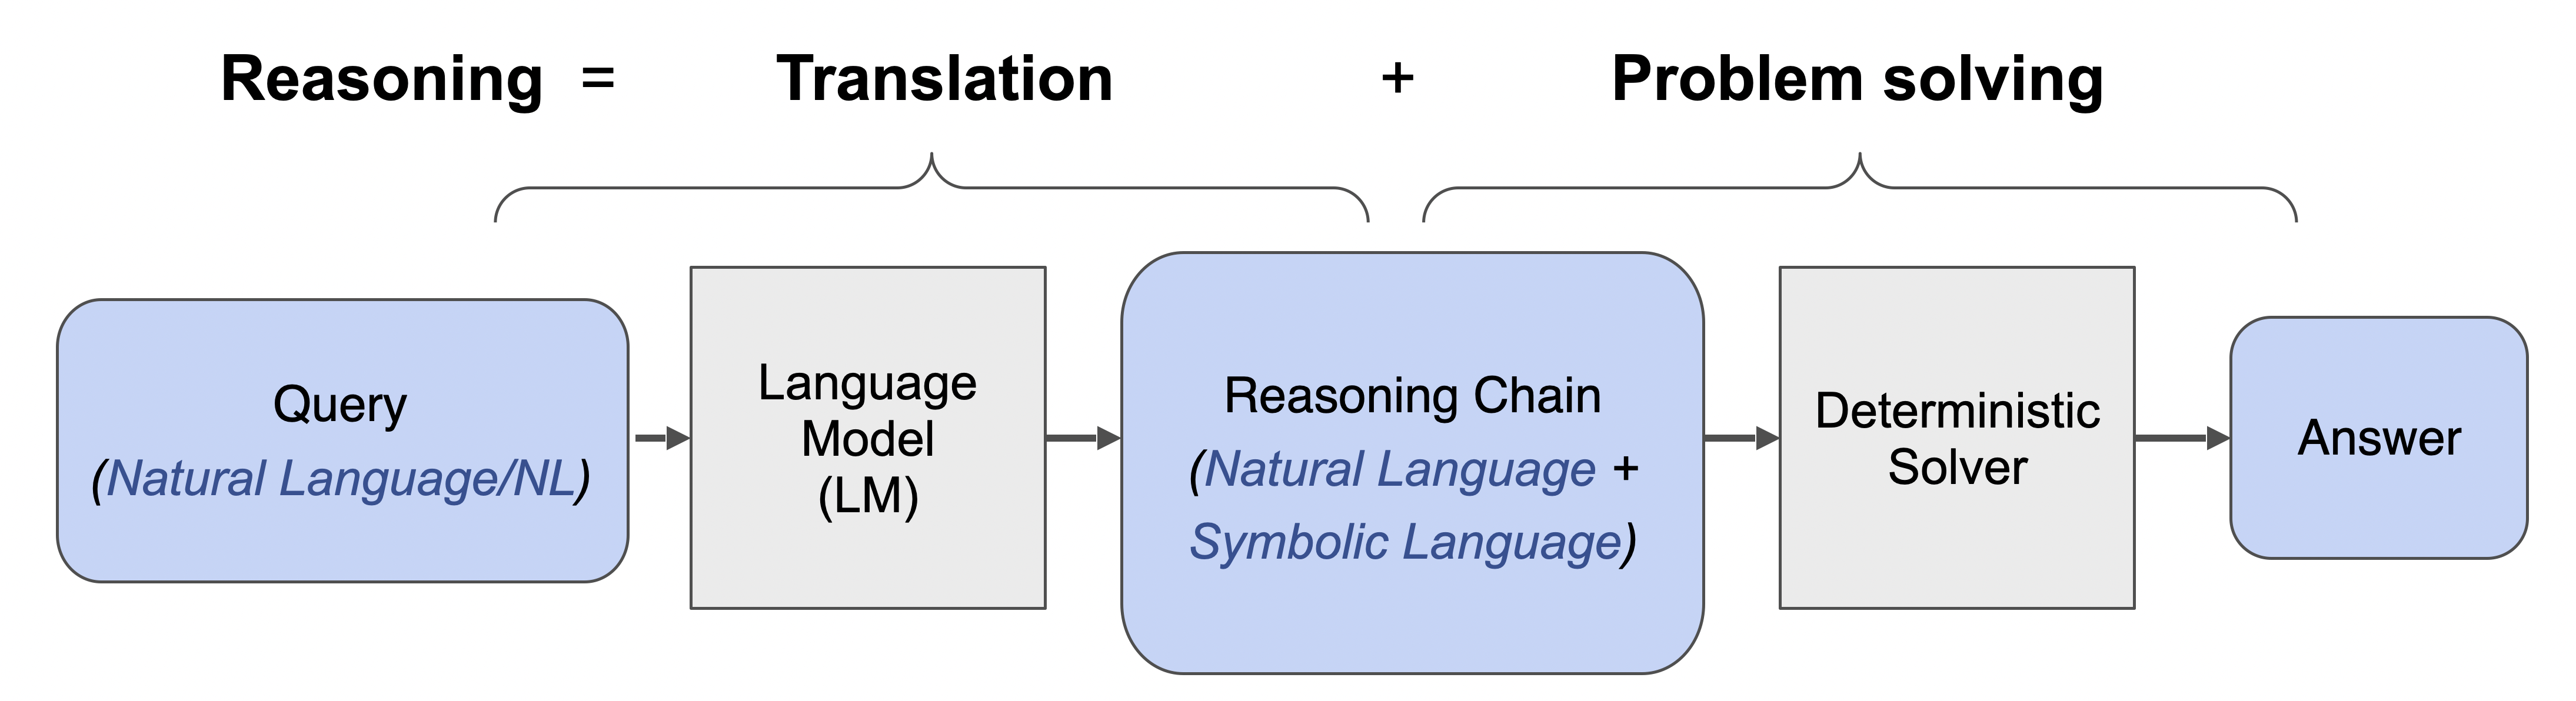 Reasoning = Translation + Problem solving
Query
(Natural Language/NL)
Language
Model
(LM)
Reasoning Chain
(Natural Language +
Symbolic Language)
Deterministic
Solver
Answer